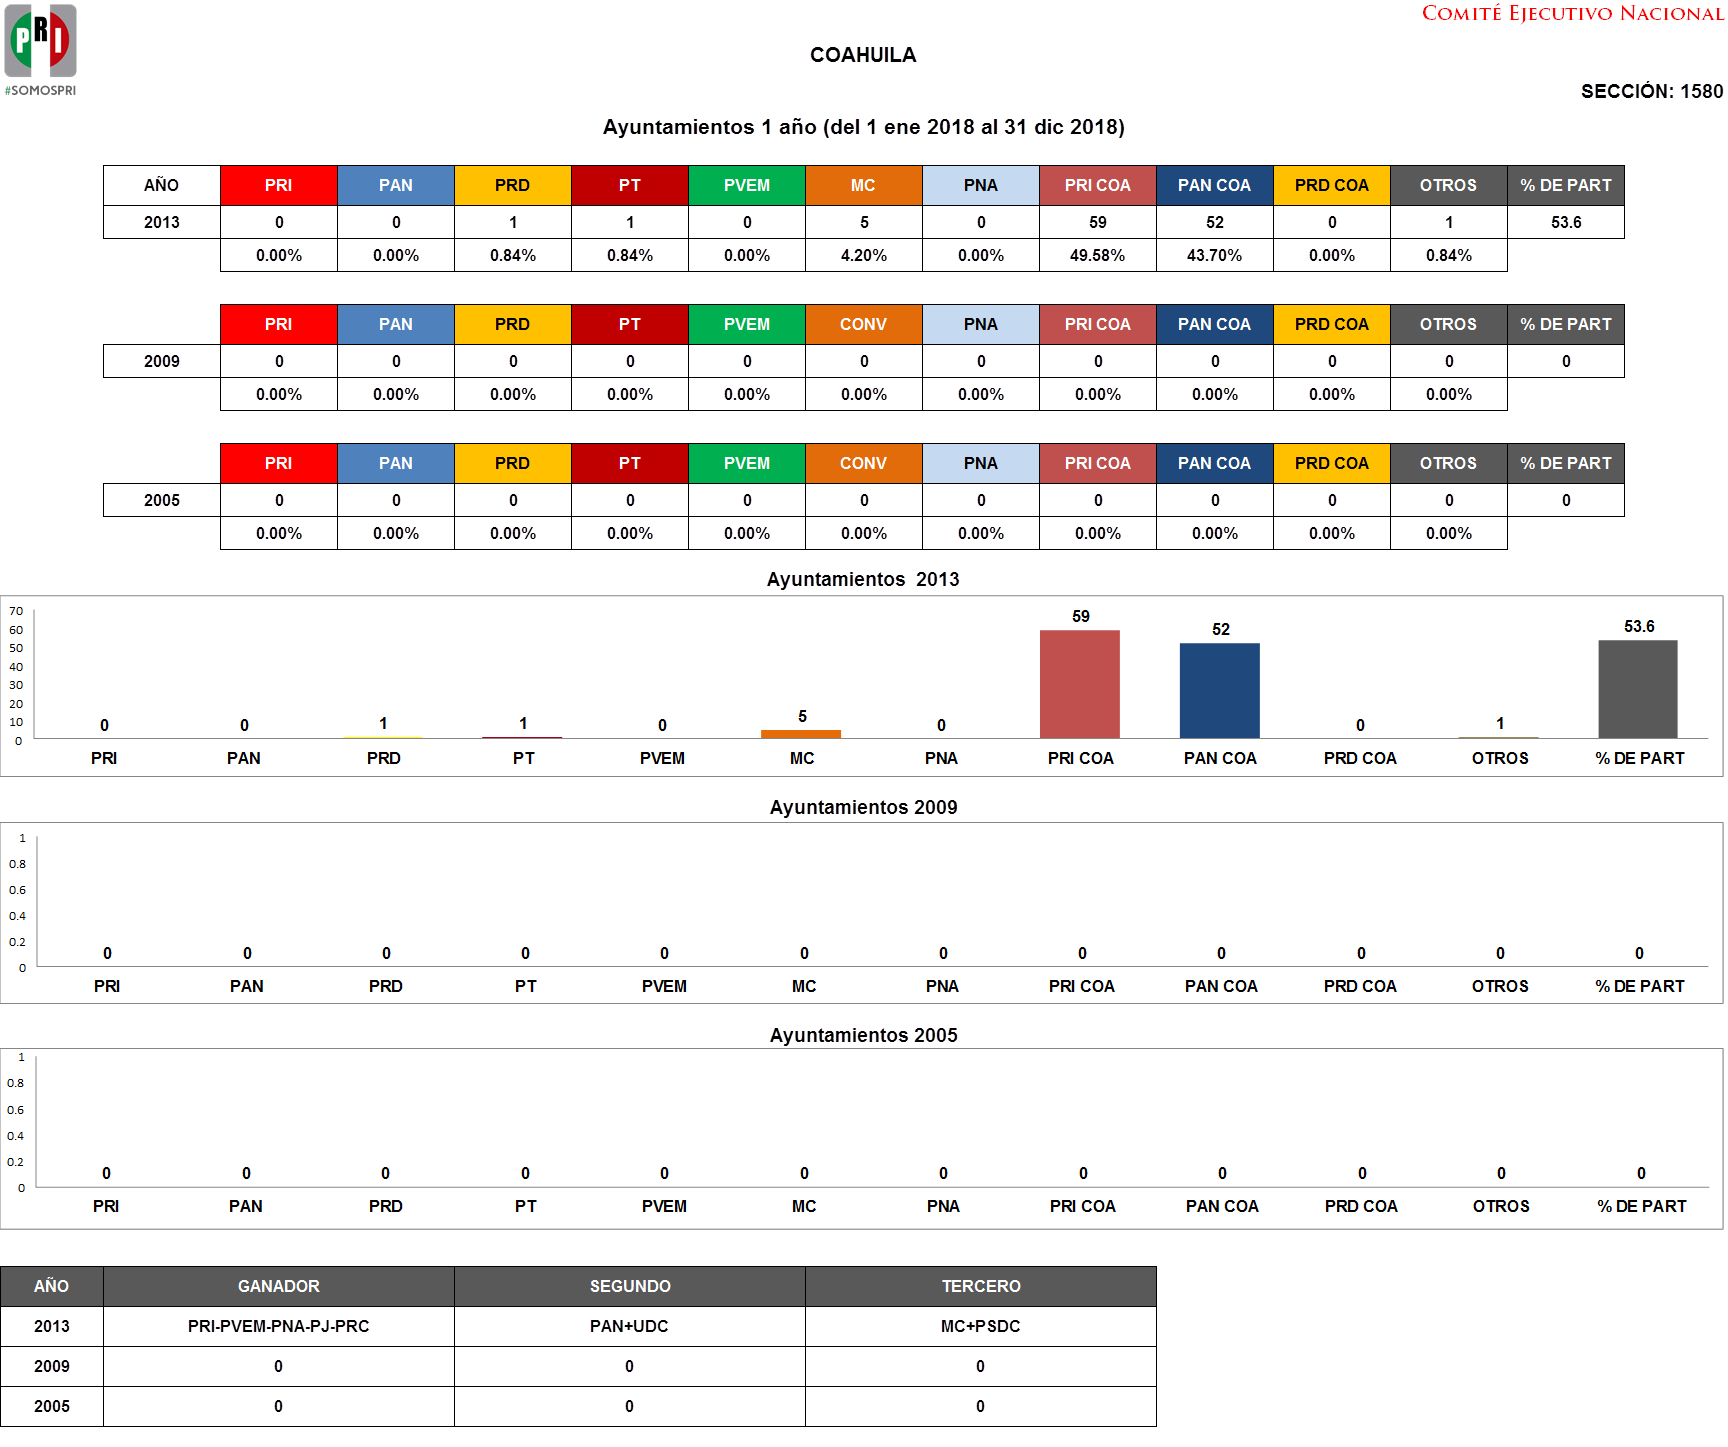 PRI
#SOMOSPRI
COMITÉ EJECUTIVO NACIONAL
COAHUILA
SECCIÓN: 1580
Ayuntamientos 1 año (del 1 ene 2018 al 31 dic 2018)
AÑO PRI PAN PRD PT PVEM MC PNA PRI COA PAN COA PRD COA OTROS % DE PART
2013 0 0 1 1 0 5 0 59 52 0 1 53.6
0.00% 0.00% 0.84% 0.84% 0.00% 4.20% 0.00% 49.58% 43.70% 0.00% 0.84%
PRI PAN PRD PT PVEM CONV PNA PRI COA PAN COA PRD COA OTROS % DE PART
2009 0 0 0 0 0 0 0 0 0 0 0 0
0.00% 0.00% 0.00% 0.00% 0.00% 0.00% 0.00% 0.00% 0.00% 0.00% 0.00%
PRI PAN PRD PT PVEM CONV PNA PRI COA PAN COA PRD COA OTROS % DE PART
2005 0 0 0 0 0 0 0 0 0 0 0 0
0.00% 0.00% 0.00% 0.00% 0.00% 0.00% 0.00% 0.00% 0.00% 0.00% 0.00%
Ayuntamientos 2013
70
60
50
40
30
20
10
0
0 0 1 1 0 5 0 59 52 0 1 53.6
PRI PAN PRD PT PVEM MC PNA PRI COA PAN COA PRD COA OTROS % DE PART
Ayuntamientos 2009
1
0.8
0.6
0.4
0.2
0
0 0 0 0 0 0 0 0 0 0 0 0
PRI PAN PRD PT PVEM MC PNA PRI COA PAN COA PRD COA OTROS % DE PART
Ayuntamientos 2005
1
0.8
0.6
0.4
0.2
0
0 0 0 0 0 0 0 0 0 0 0 0
PRI PAN PRD PT PVEM MC PNA PRI COA PAN COA PRD COA OTROS % DE PART
AÑO GANADOR SEGUNDO TERCERO
2013 PRI-PVEM-PNA-PJ-PRC PAN+UDC MC+PSDC
2009 0 0 0
2005 0 0 0